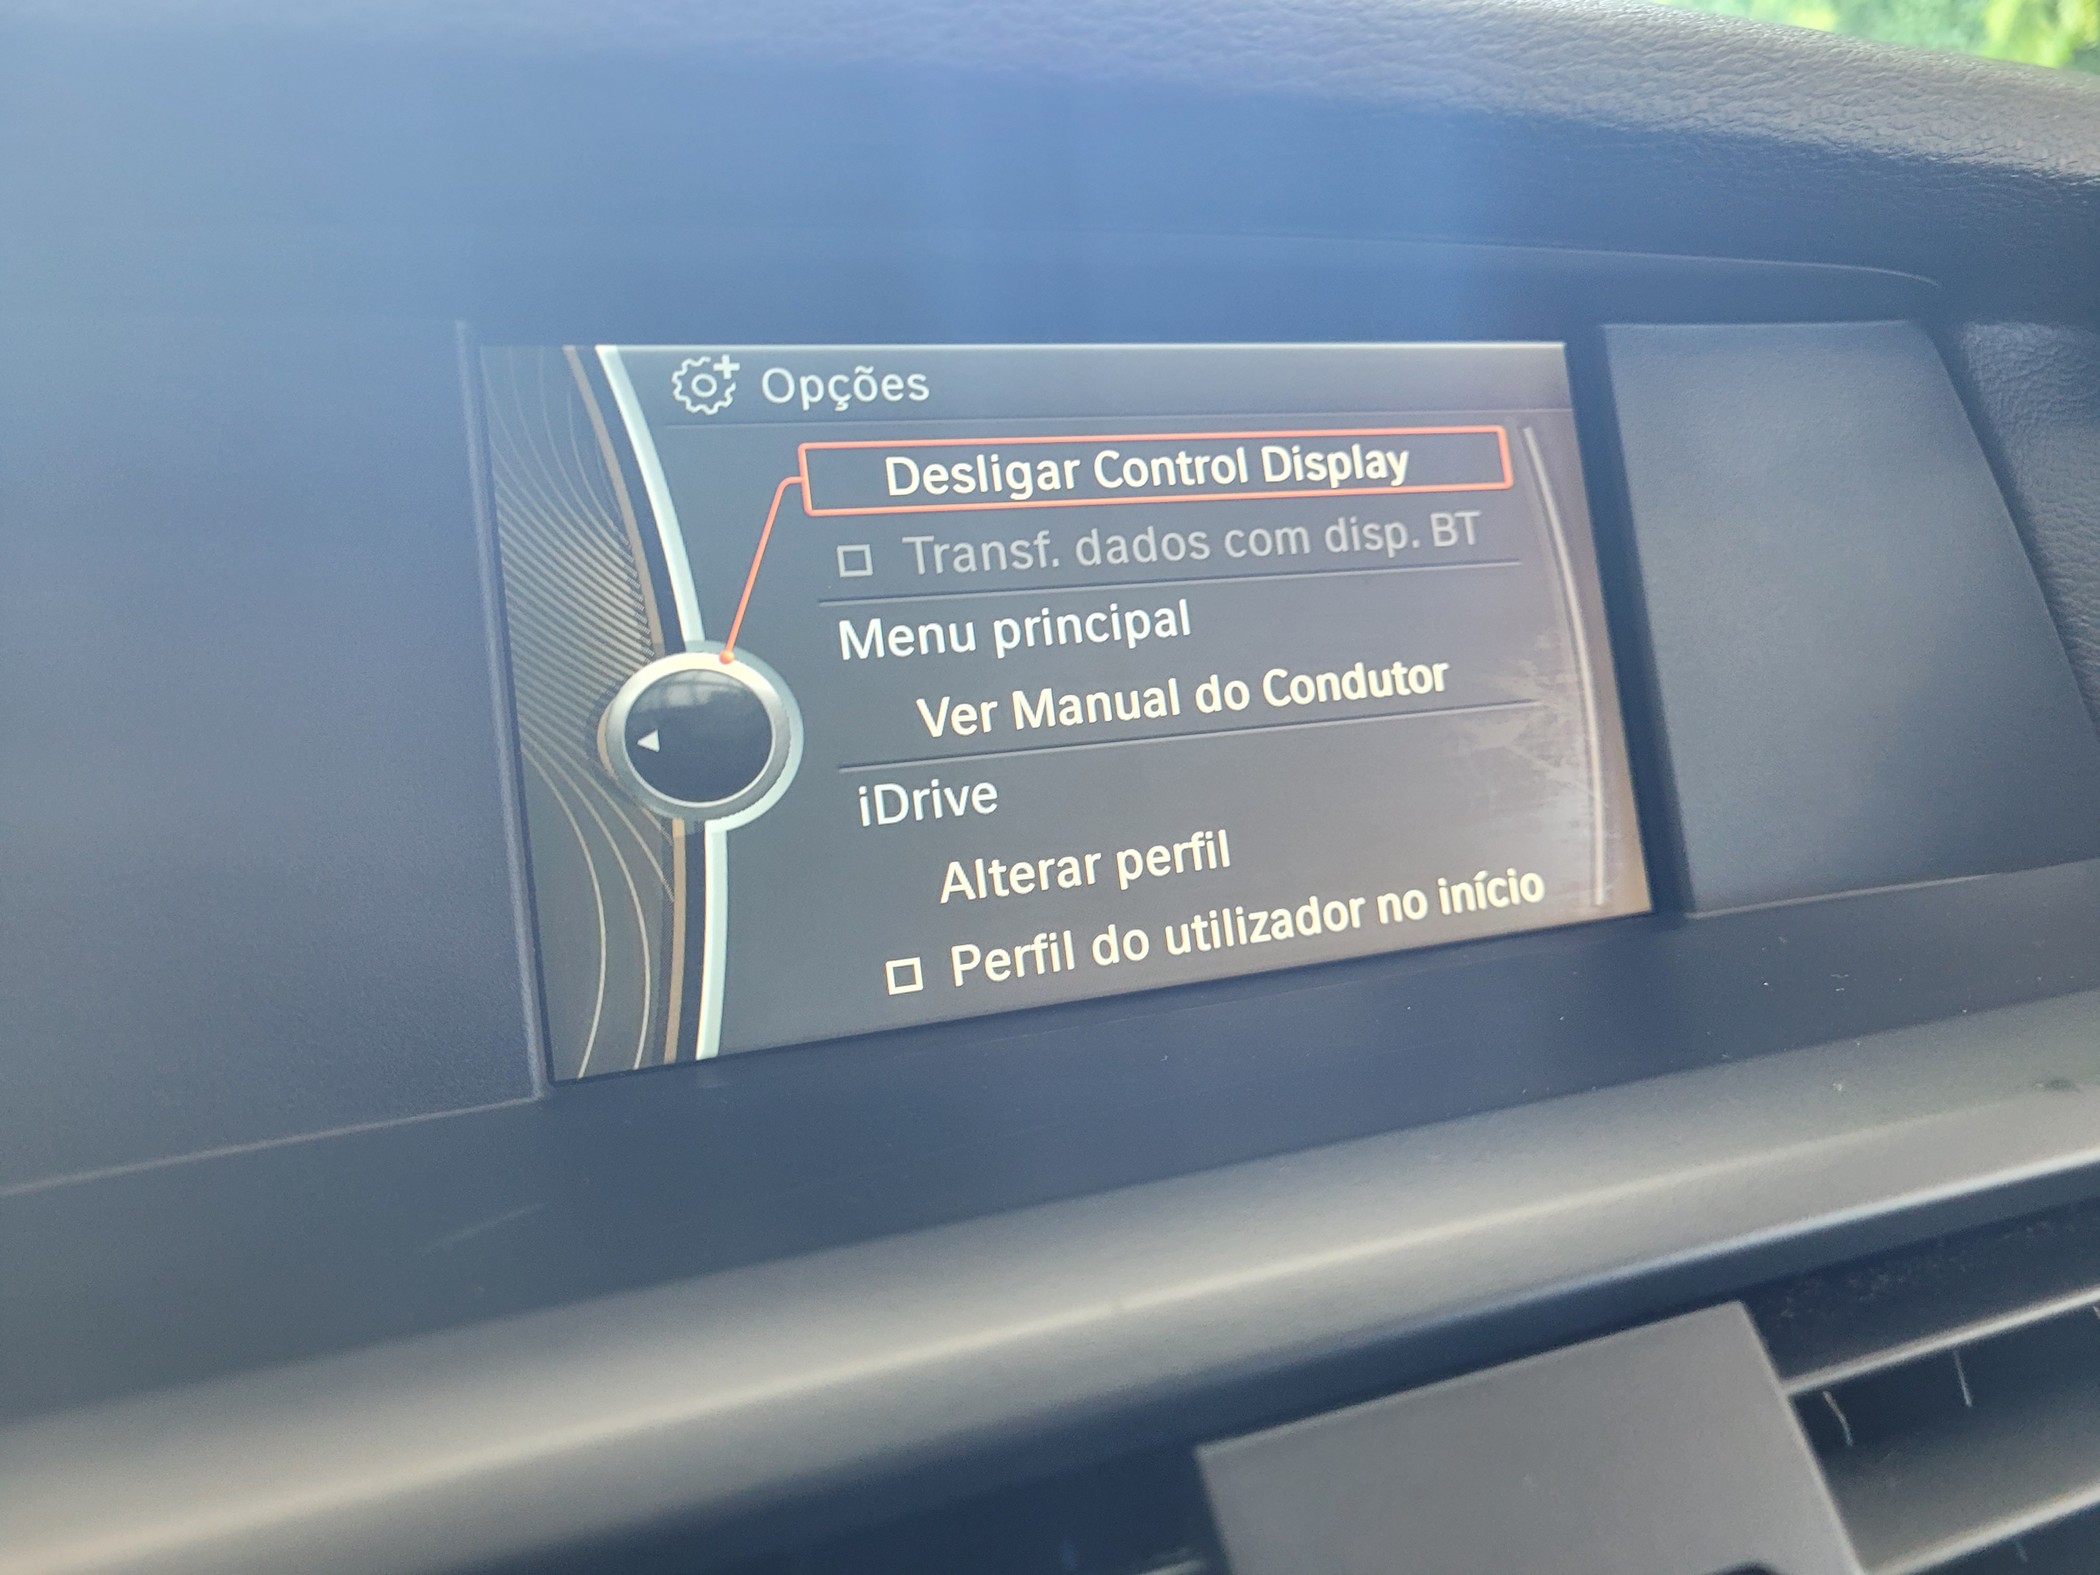 Opções
Desligar Control Display
Transf. dados com disp. BT
Menu principal
Ver Manual do Condutor
iDrive
Alterar perfil
Perfil do utilizador no início